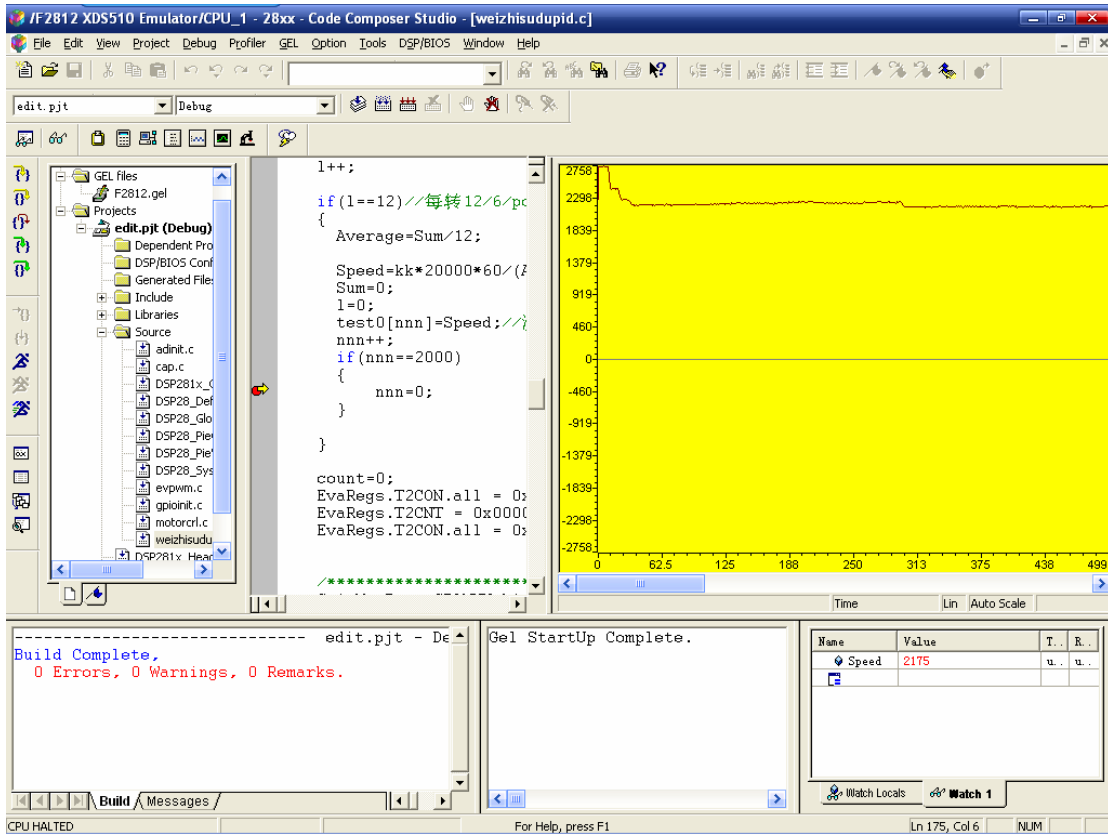 /F2812 XDS510 Emulator/CPU_1 - 28xx - Code Composer Studio - [weizhisudupid.c]
File Edit View Project Debug Profiler GEL Option Tools DSP/BIOS Window Help
edit.pjt Debug
GEL files
F2812.gel
Projects
edit.pjt (Debug)
Dependent Pro
DSP/BIOS Conf
Generated Files
Include
Libraries
Source
adinit.c
cap.c
DSP281x_G
DSP28_Def
DSP28_Glo
DSP28_Pie
DSP28_Pie
DSP28_Sys
evpwm.c
gpioinit.c
motorcrl.c
weizhisudu
DSP281x_Head
l++;
if(l==12)//每转12/6/po
{
Average=Sum/12;
Speed=kk*20000*60/(A
Sum=0;
l=0;
test0[nnn]=Speed;//
nnn++;
if(nnn==2000)
{
nnn=0;
}
}
count=0;
EvaRegs.T2CON.all = 0x
EvaRegs.T2CNT = 0x0000
EvaRegs.T2CON.all = 0x
/**********************
2758
2298
1839
1379
919
460
0
-460
-919
-1379
-1839
-2298
-2758
0 62.5 125 188 250 313 375 438 499
Time Lin Auto Scale
------------------------------ edit.pjt - De
Build Complete,
0 Errors, 0 Warnings, 0 Remarks.
Build Messages
Gel StartUp Complete.
Name Value T.. R..
Speed 2175 u.. u..
Watch Locals Watch 1
CPU HALTED For Help, press F1 Ln 175, Col 6 NUM